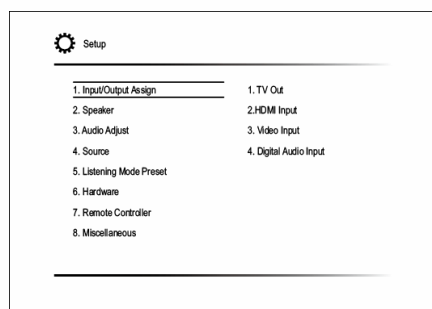 Setup
1. Input/Output Assign
2. Speaker
3. Audio Adjust
4. Source
5. Listening Mode Preset
6. Hardware
7. Remote Controller
8. Miscellaneous
1. TV Out
2.HDMI Input
3. Video Input
4. Digital Audio Input